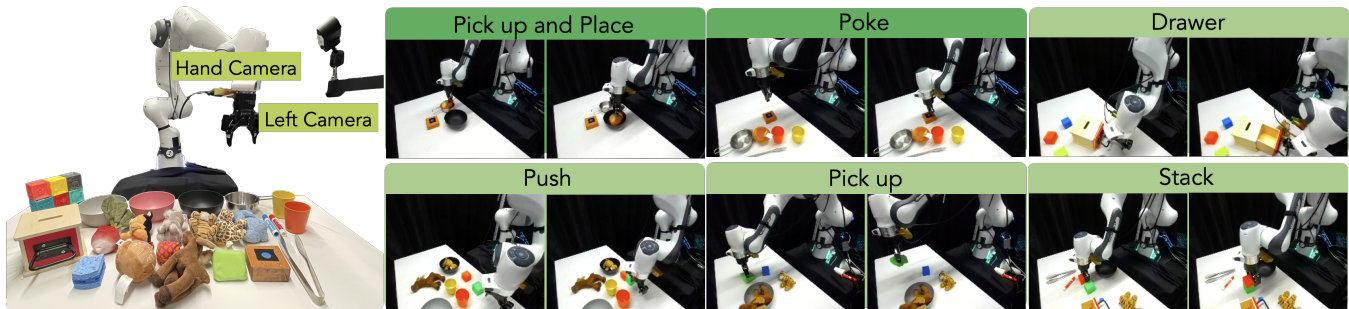 Hand Camera
Left Camera
Pick up and Place
Poke
Drawer
Push
Pick up
Stack